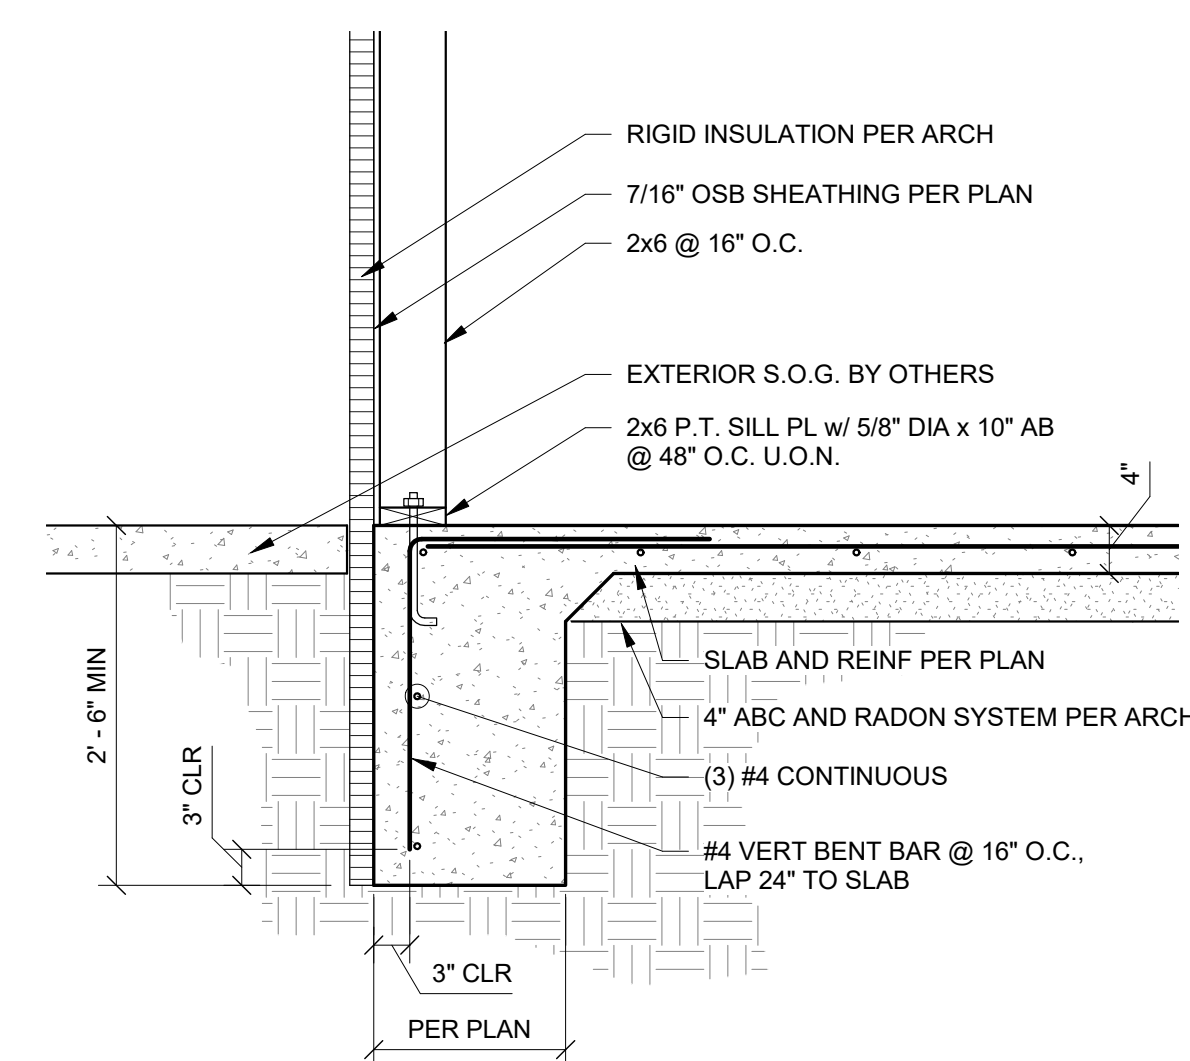 RIGID INSULATION PER ARCH
7/16" OSB SHEATHING PER PLAN
2x6 @ 16" O.C.
EXTERIOR S.O.G. BY OTHERS
2x6 P.T. SILL PL w/ 5/8" DIA x 10" AB
@ 48" O.C. U.O.N.
4"
SLAB AND REINF PER PLAN
4" ABC AND RADON SYSTEM PER ARCH
(3) #4 CONTINUOUS
#4 VERT BENT BAR @ 16" O.C.,
LAP 24" TO SLAB
2' - 6" MIN
3" CLR
3" CLR
PER PLAN